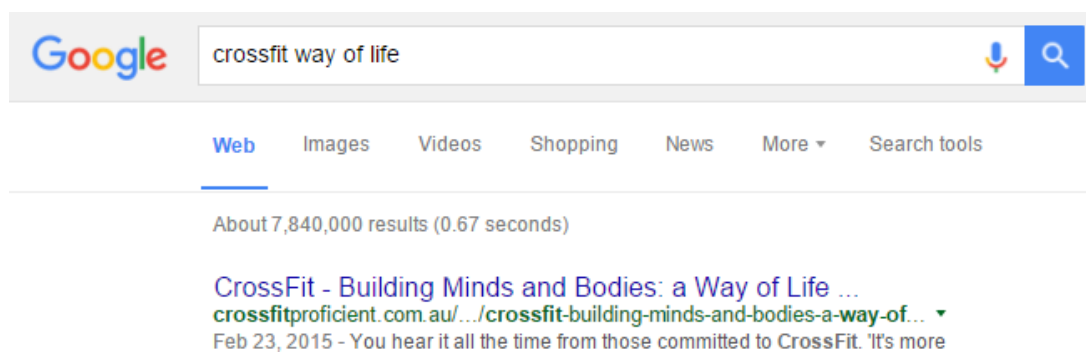 Google crossfit way of life
Web Images Videos Shopping News More Search tools
About 7,840,000 results (0.67 seconds)
CrossFit - Building Minds and Bodies: a Way of Life ...
crossfitproficient.com.au/.../crossfit-building-minds-and-bodies-a-way-of...
Feb 23, 2015 - You hear it all the time from those committed to CrossFit. 'It's more